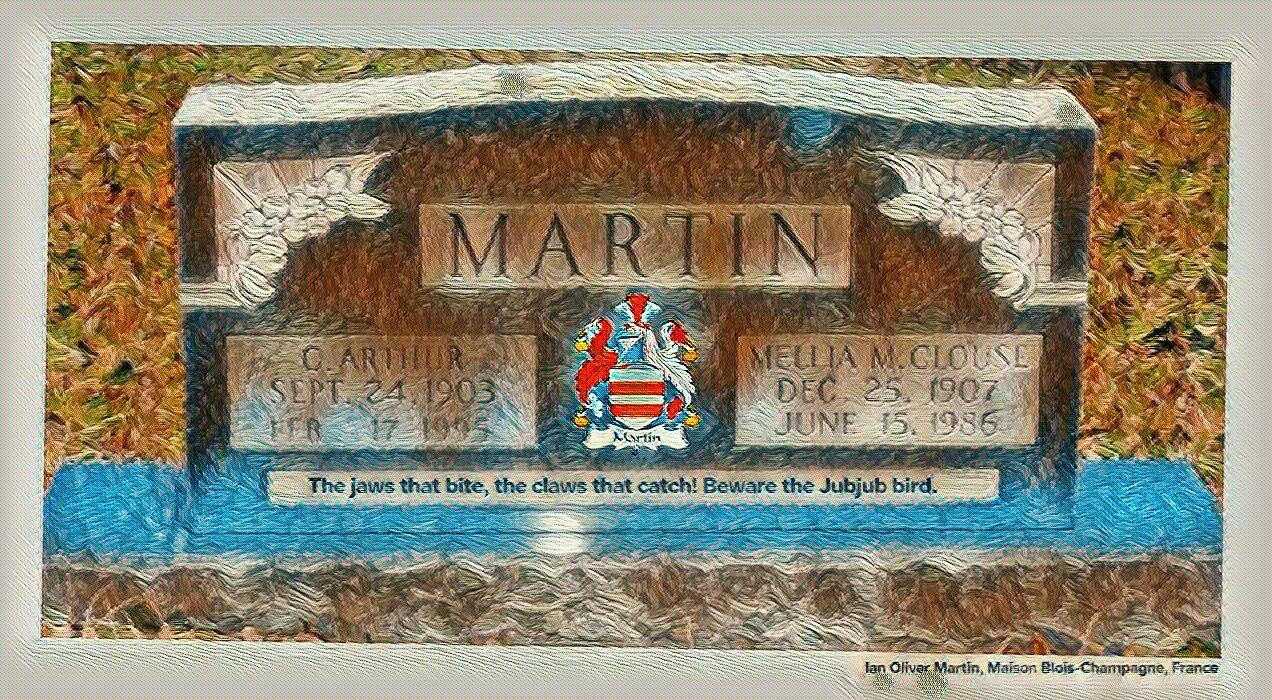 MARTIN
C. ARTHUR
SEPT. 24, 1903
17
M. CLOUSE
DEC. 25, 1907
JUNE 15, 1986
Martin
The jaws that bite, the claws that catch! Beware the Jubjub bird.
Ian Oliver Martin, Maison Blois-Champagne, France